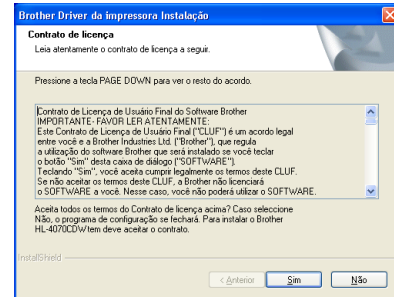 Brother Driver da impressora Instalação
Contrato de licença
Leia atentamente o contrato de licença a seguir.
Pressione a tecla PAGE DOWN para ver o resto do acordo.
Contrato de Licença de Usuário Final do Software Brother
IMPORTANTE- FAVOR LER ATENTAMENTE:
Este Contrato de Licença de Usuário Final ("CLUF") é um acordo legal
entre você e a Brother Industries Ltd. ("Brother"), que regula
a utilização do software Brother que será instalado se você teclar
o botão "Sim" desta caixa de diálogo ("SOFTWARE").
Teclando "Sim", você aceita cumprir legalmente os termos deste CLUF.
Se não aceitar os termos deste CLUF, a Brother não licenciará
o SOFTWARE a você. Nesse caso, você não poderá utilizar o SOFTWARE.
Aceita todos os termos do Contrato de licença acima? Caso seleccione
Não, o programa de configuração se fechará. Para instalar o Brother
HL-4070CDWtem deve aceitar o contrato.
InstallShield
< Anterior
Sim
Não